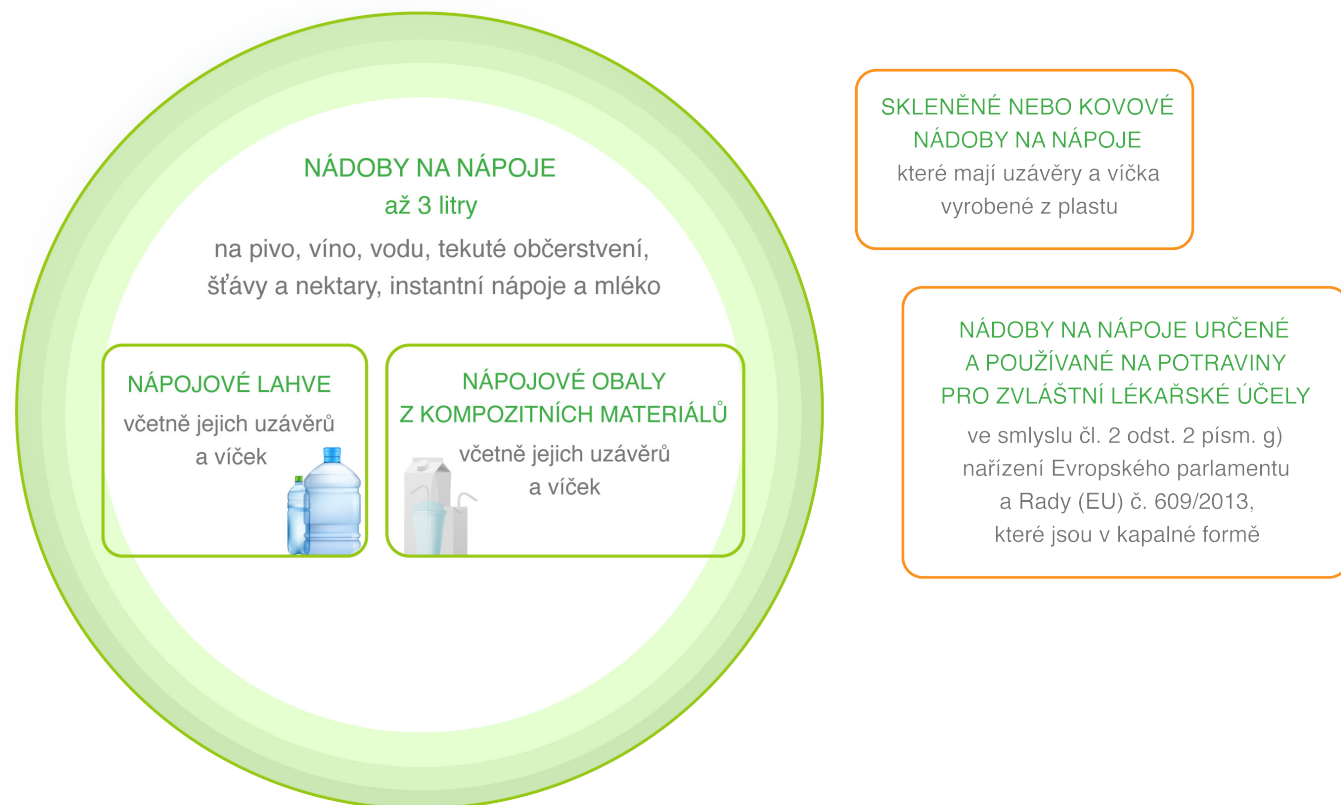 NÁDOBY NA NÁPOJE
až 3 litry
na pivo, víno, vodu, tekuté občerstvení,
šťávy a nektary, instantní nápoje a mléko
NÁPOJOVÉ LAHVE
včetně jejich uzávěrů
a víček
NÁPOJOVÉ OBALY
Z KOMPOZITNÍCH MATERIÁLŮ
včetně jejich uzávěrů
a víček
SKLENĚNÉ NEBO KOVOVÉ
NÁDOBY NA NÁPOJE
které mají uzávěry a víčka
vyrobené z plastu
NÁDOBY NA NÁPOJE URČENÉ
A POUŽÍVANÉ NA POTRAVINY
PRO ZVLÁŠTNÍ LÉKAŘSKÉ ÚČELY
ve smyslu čl. 2 odst. 2 písm. g)
nařízení Evropského parlamentu
a Rady (EU) č. 609/2013,
které jsou v kapalné formě